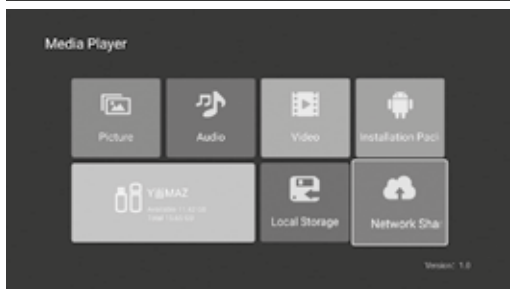 Media Player
Picture
Audio
Video
Installation Pack
Local Storage
Network Sha
Version: 1.0